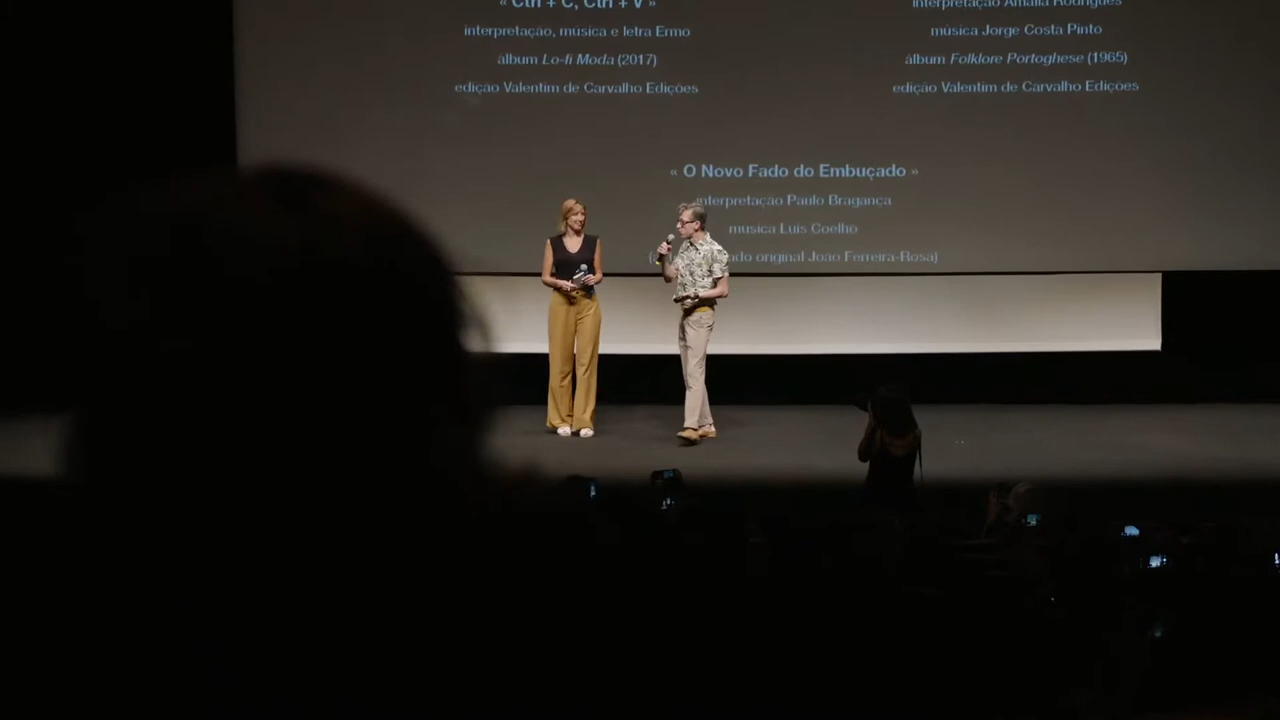 « Ctrl + C, Ctrl + V »
interpretação, música e letra Ermo
álbum Lo-fi Moda (2017)
edição Valentim de Carvalho Edições
interpretação Amália Rodrigues
música Jorge Costa Pinto
álbum Folklore Portoghese (1965)
edição Valentim de Carvalho Edições
« O Novo Fado do Embuçado »
interpretação Paulo Bragança
música Luís Coelho
fado original João Ferreira-Rosa)